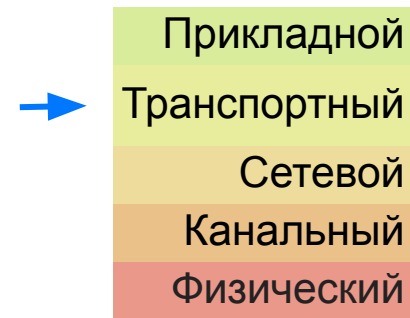 Прикладной
Транспортный
Сетевой
Канальный
Физический